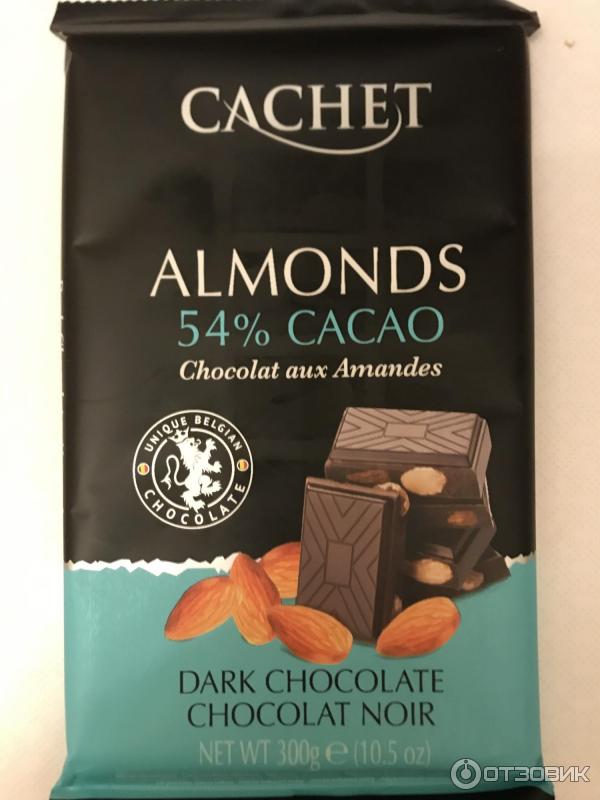 CACHET
ALMONDS
54% CACAO
Chocolat aux Amandes
UNIQUE BELGIAN
CHOCOLATE
DARK CHOCOLATE
CHOCOLAT NOIR
NET WT 300g ℮ (10.5 oz)
ОТЗОВИК